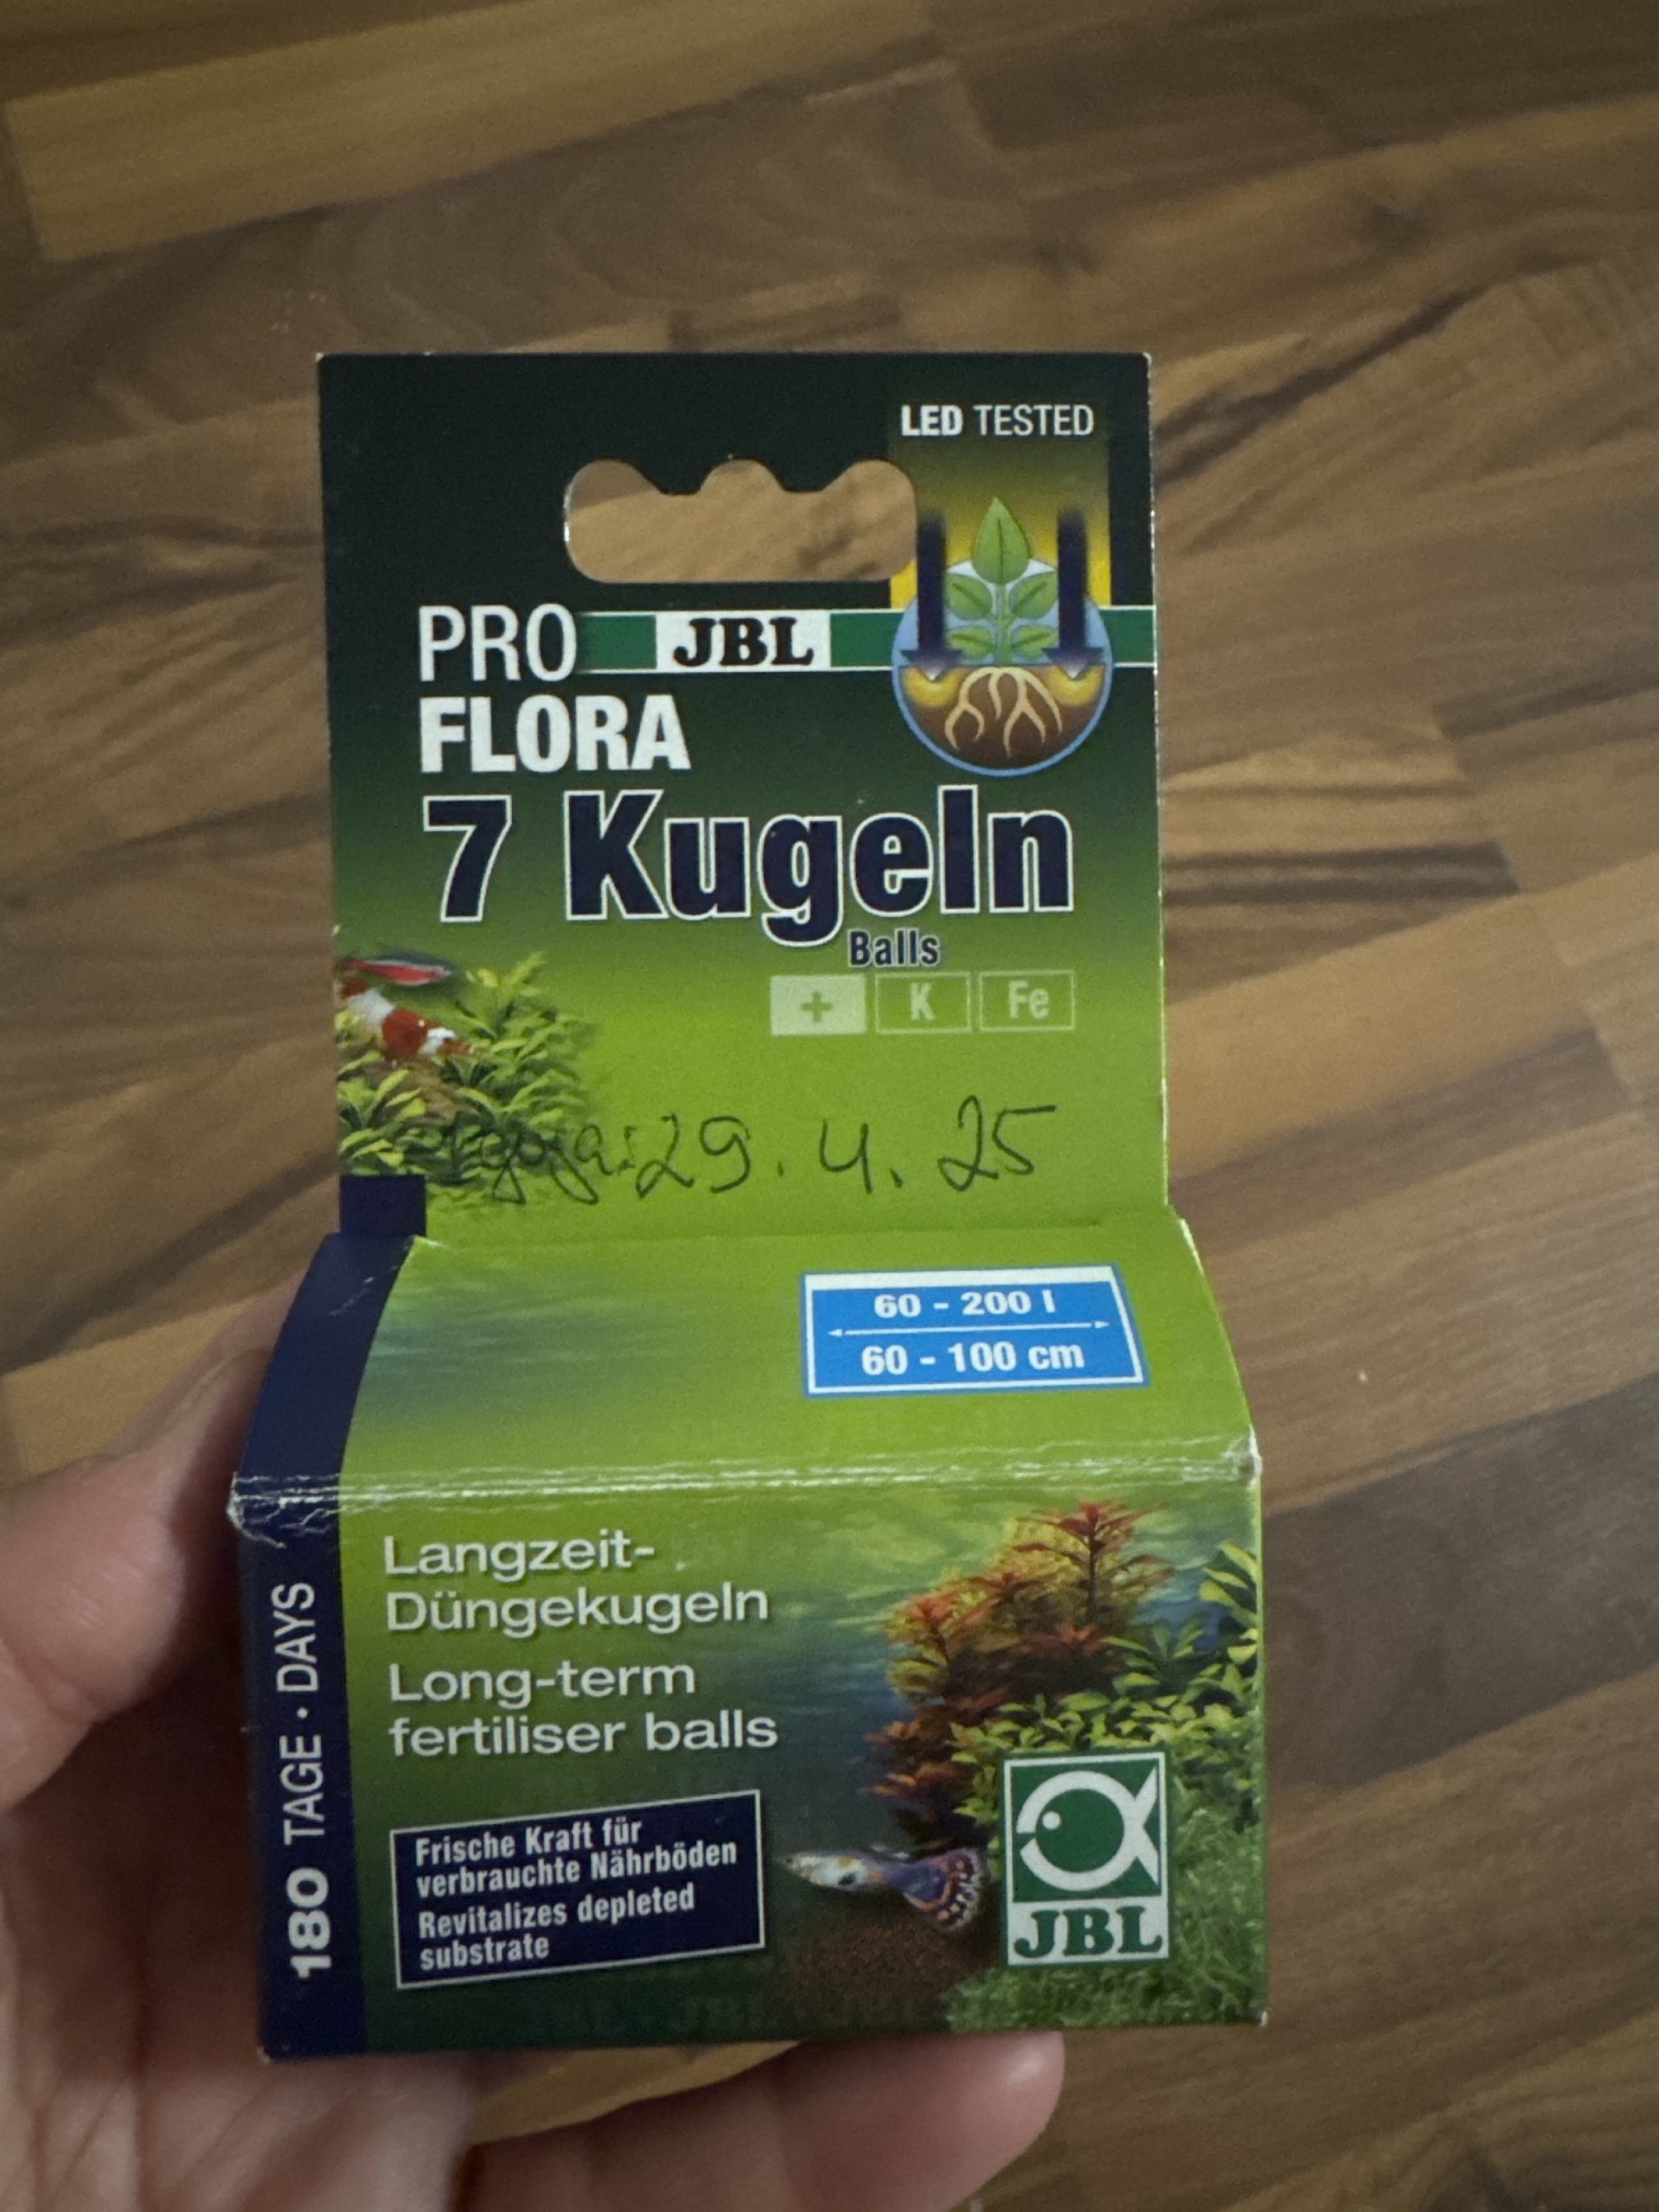 LED TESTED
PRO JBL
FLORA
7 Kugeln
Balls
+ K Fe
29. 4. 25
60 - 200 l
60 - 100 cm
180 TAGE · DAYS
Langzeit-
Düngekugeln
Long-term
fertiliser balls
Frische Kraft für
verbrauchte Nährböden
Revitalizes depleted
substrate
JBL